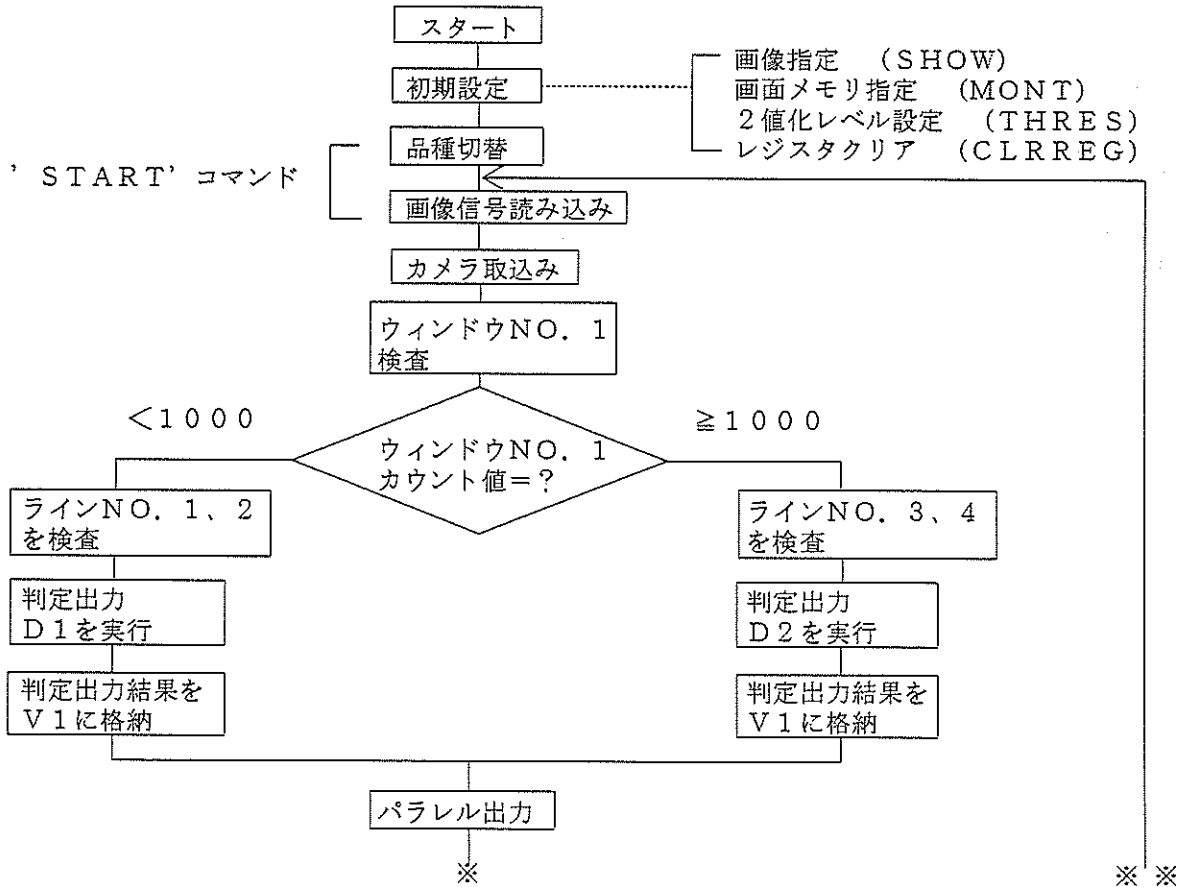 スタート
初期設定
画像指定 (SHOW)
画面メモリ指定 (MONT)
2値化レベル設定 (THRES)
レジスタクリア (CLRREG)
品種切替
' START' コマンド
画像信号読み込み
カメラ取込み
ウィンドウNO. 1
検査
<1000
≧1000
ウィンドウNO. 1
カウント値=?
ラインNO. 1、2
を検査
ラインNO. 3、4
を検査
判定出力
D1を実行
判定出力
D2を実行
判定出力結果を
V1に格納
判定出力結果を
V1に格納
パラレル出力
※
※※